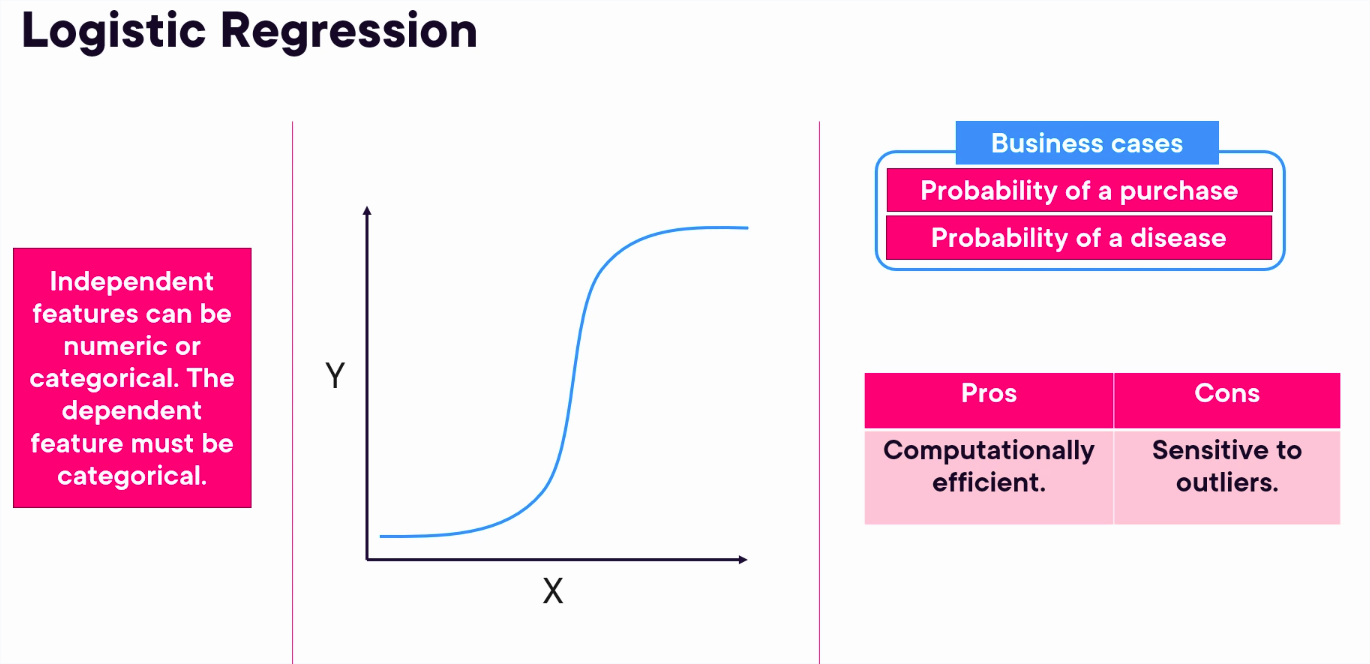 Logistic Regression
Independent
features can be
numeric or
categorical. The
dependent
feature must be
categorical.
Y
X
Business cases
Probability of a purchase
Probability of a disease
Pros
Cons
Computationally
efficient.
Sensitive to
outliers.